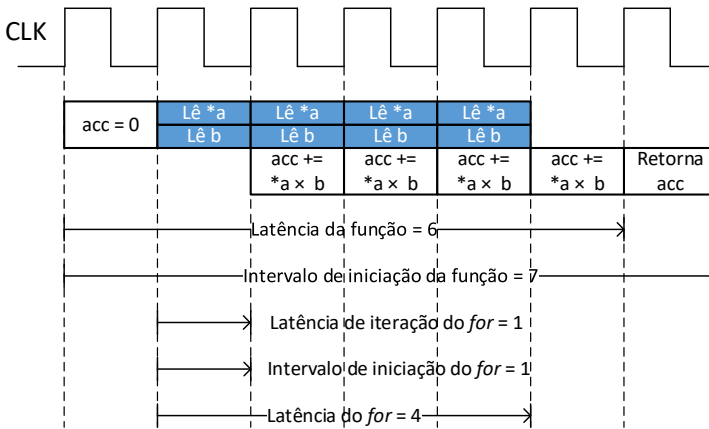 CLK
acc = 0
Lê *a
Lê *a
Lê *a
Lê *a
Lê b
Lê b
Lê b
Lê b
acc +=
*a × b
acc +=
*a × b
acc +=
*a × b
acc +=
*a × b
Retorna
acc
Latência da função = 6
Intervalo de iniciação da função = 7
Latência de iteração do for = 1
Intervalo de iniciação do for = 1
Latência do for = 4